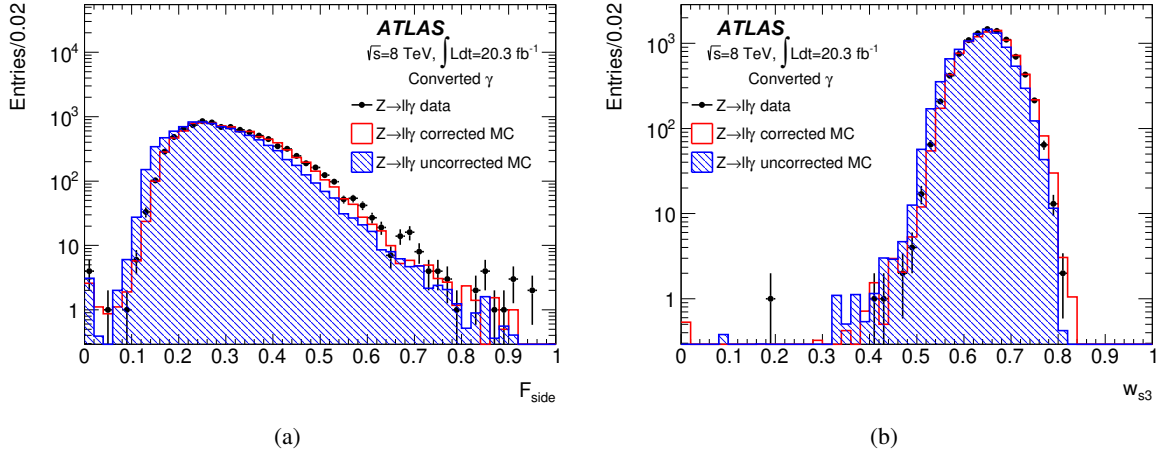 Entries/0.02
10⁴
10³
10²
10
1
ATLAS
√s=8 TeV, ∫Ldt=20.3 fb⁻¹
Converted γ
Z→llγ data
Z→llγ corrected MC
Z→llγ uncorrected MC
0 0.1 0.2 0.3 0.4 0.5 0.6 0.7 0.8 0.9 1
F_side
(a)
Entries/0.02
10³
10²
10
1
ATLAS
√s=8 TeV, ∫Ldt=20.3 fb⁻¹
Converted γ
Z→llγ data
Z→llγ corrected MC
Z→llγ uncorrected MC
0 0.1 0.2 0.3 0.4 0.5 0.6 0.7 0.8 0.9 1
w_s3
(b)